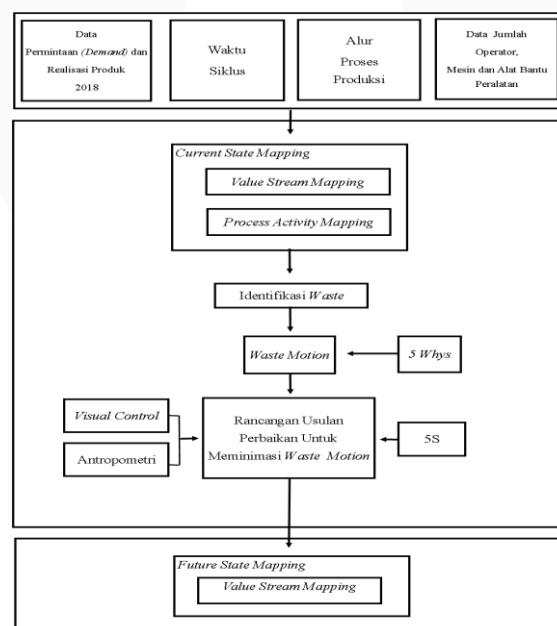 Data
Permintaan (Demand) dan
Realisasi Produk
2018
Waktu
Siklus
Alur
Proses
Produksi
Data Jumlah
Operator,
Mesin dan Alat Bantu
Peralatan
Current State Mapping
Value Stream Mapping
Process Activity Mapping
Identifikasi Waste
Waste Motion
5 Whys
Visual Control
Antropometri
Rancangan Usulan
Perbaikan Untuk
Meminimasi Waste Motion
5S
Future State Mapping
Value Stream Mapping